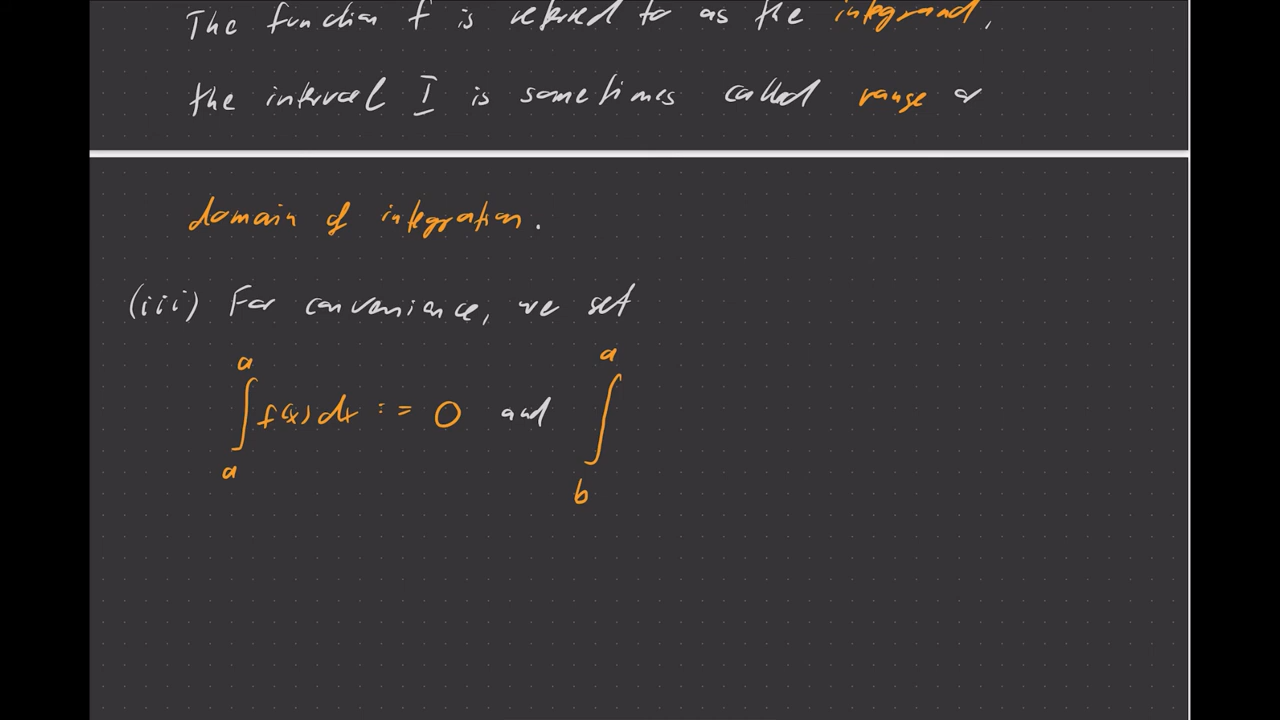 The function f is referred to as the integrand,
the interval I is sometimes called range or
domain of integration.
(iii) For convenience, we set
∫_a^a f(x) dx := 0 and ∫_b^a